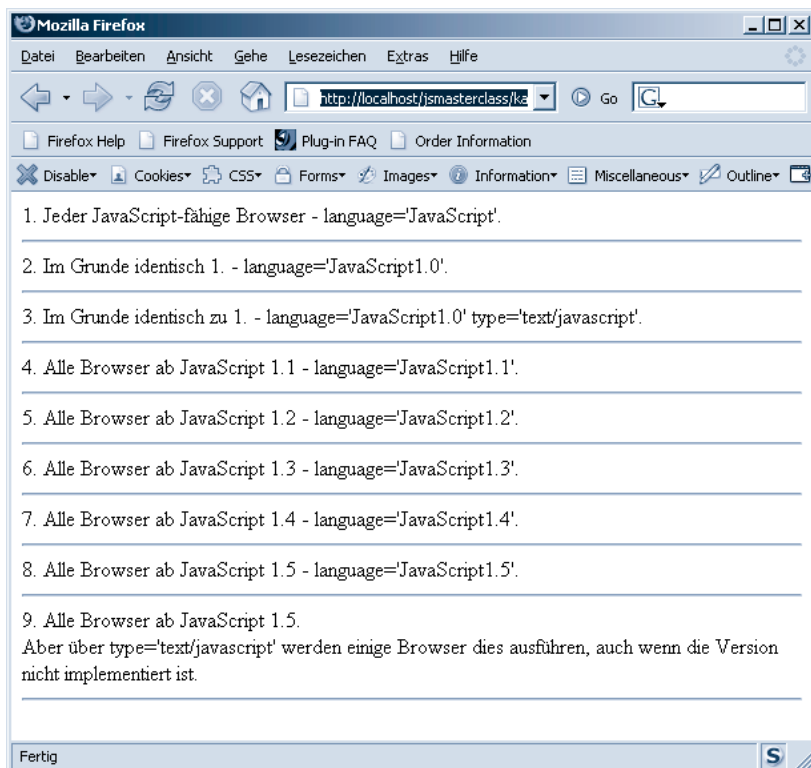 Mozilla Firefox
Datei Bearbeiten Ansicht Gehe Lesezeichen Extras Hilfe
http://localhost/jsmasterclass/ka Go G
Firefox Help Firefox Support Plug-in FAQ Order Information
Disable Cookies CSS Forms Images Information Miscellaneous Outline
1. Jeder JavaScript-fähige Browser - language='JavaScript'.
2. Im Grunde identisch 1. - language='JavaScript1.0'.
3. Im Grunde identisch zu 1. - language='JavaScript1.0' type='text/javascript'.
4. Alle Browser ab JavaScript 1.1 - language='JavaScript1.1'.
5. Alle Browser ab JavaScript 1.2 - language='JavaScript1.2'.
6. Alle Browser ab JavaScript 1.3 - language='JavaScript1.3'.
7. Alle Browser ab JavaScript 1.4 - language='JavaScript1.4'.
8. Alle Browser ab JavaScript 1.5 - language='JavaScript1.5'.
9. Alle Browser ab JavaScript 1.5.
Aber über type='text/javascript' werden einige Browser dies ausführen, auch wenn die Version
nicht implementiert ist.
Fertig S